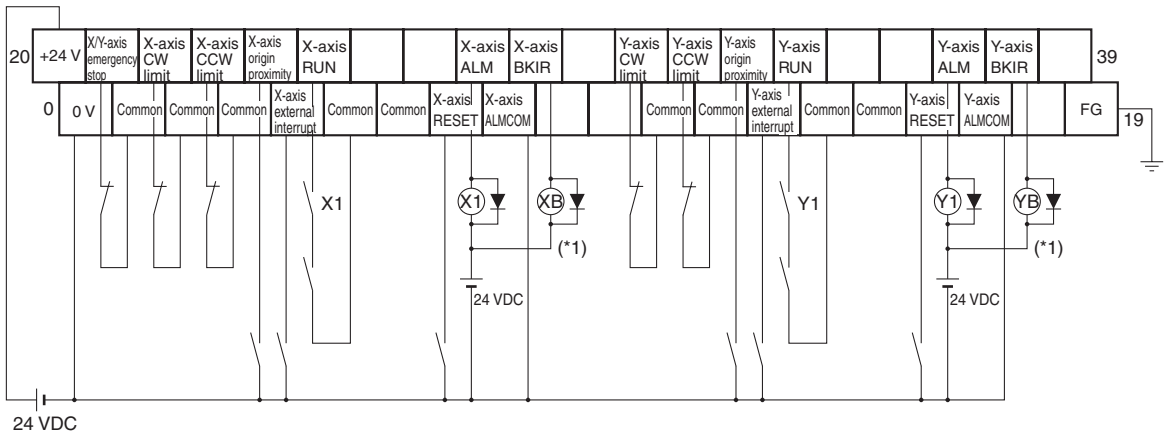 20
+24 V
X/Y-axis
emergency
stop
X-axis
CW
limit
X-axis
CCW
limit
X-axis
origin
proximity
X-axis
RUN
X-axis
ALM
X-axis
BKIR
Y-axis
CW
limit
Y-axis
CCW
limit
Y-axis
origin
proximity
Y-axis
RUN
Y-axis
ALM
Y-axis
BKIR
39
0
0 V
Common
Common
Common
X-axis
external
interrupt
Common
Common
X-axis
RESET
X-axis
ALMCOM
Common
Common
Y-axis
external
interrupt
Common
Common
Y-axis
RESET
Y-axis
ALMCOM
FG
19
X1
X1
XB
Y1
Y1
YB
(*1)
(*1)
24 VDC
24 VDC
24 VDC